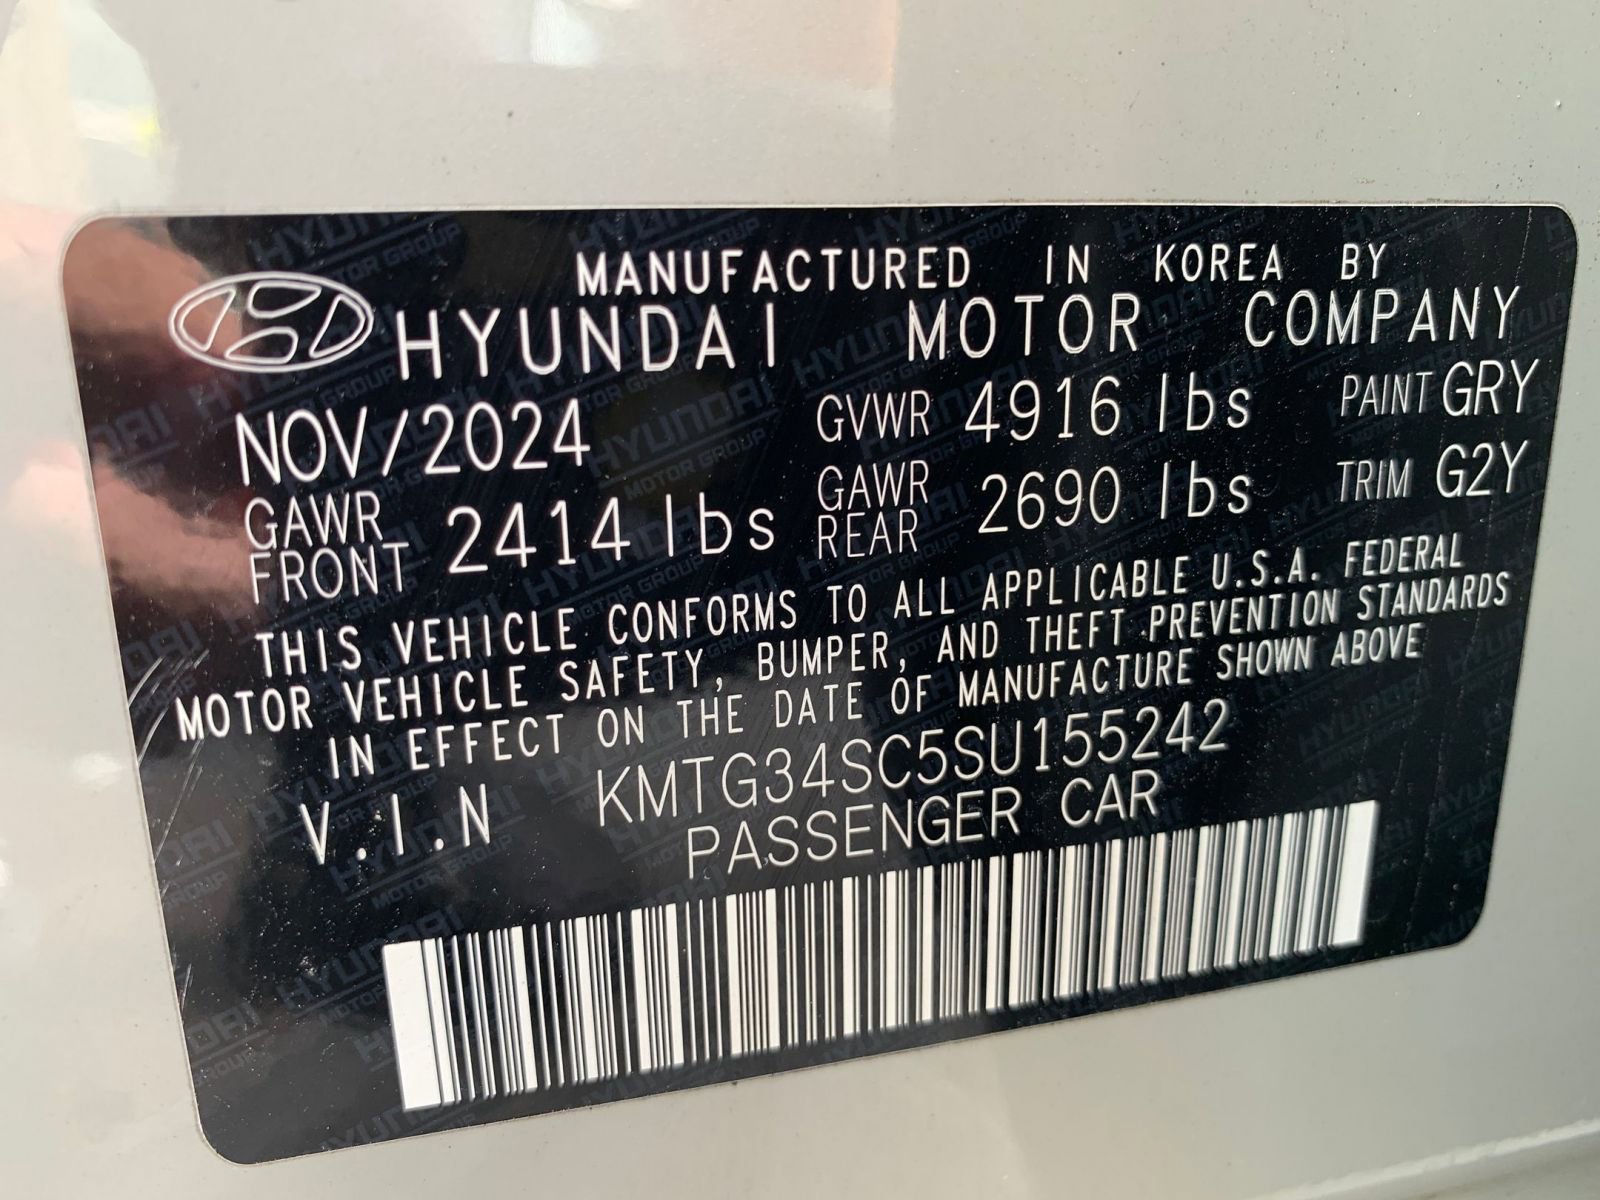 MANUFACTURED IN KOREA BY
HYUNDAI MOTOR COMPANY
NOV/2024 GVWR 4916 lbs PAINT GRY
GAWR FRONT 2414 lbs GAWR REAR 2690 lbs TRIM G2Y
THIS VEHICLE CONFORMS TO ALL APPLICABLE U.S.A. FEDERAL
MOTOR VEHICLE SAFETY, BUMPER, AND THEFT PREVENTION STANDARDS
IN EFFECT ON THE DATE OF MANUFACTURE SHOWN ABOVE
V.I.N KMTG34SC5SU155242
PASSENGER CAR